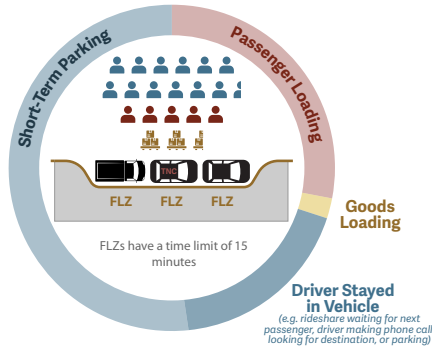 Short-Term Parking
Passenger Loading
TNC
FLZ FLZ FLZ
FLZs have a time limit of 15
minutes
Goods
Loading
Driver Stayed
in Vehicle
(e.g. rideshare waiting for next
passenger, driver making phone call
looking for destination, or parking)